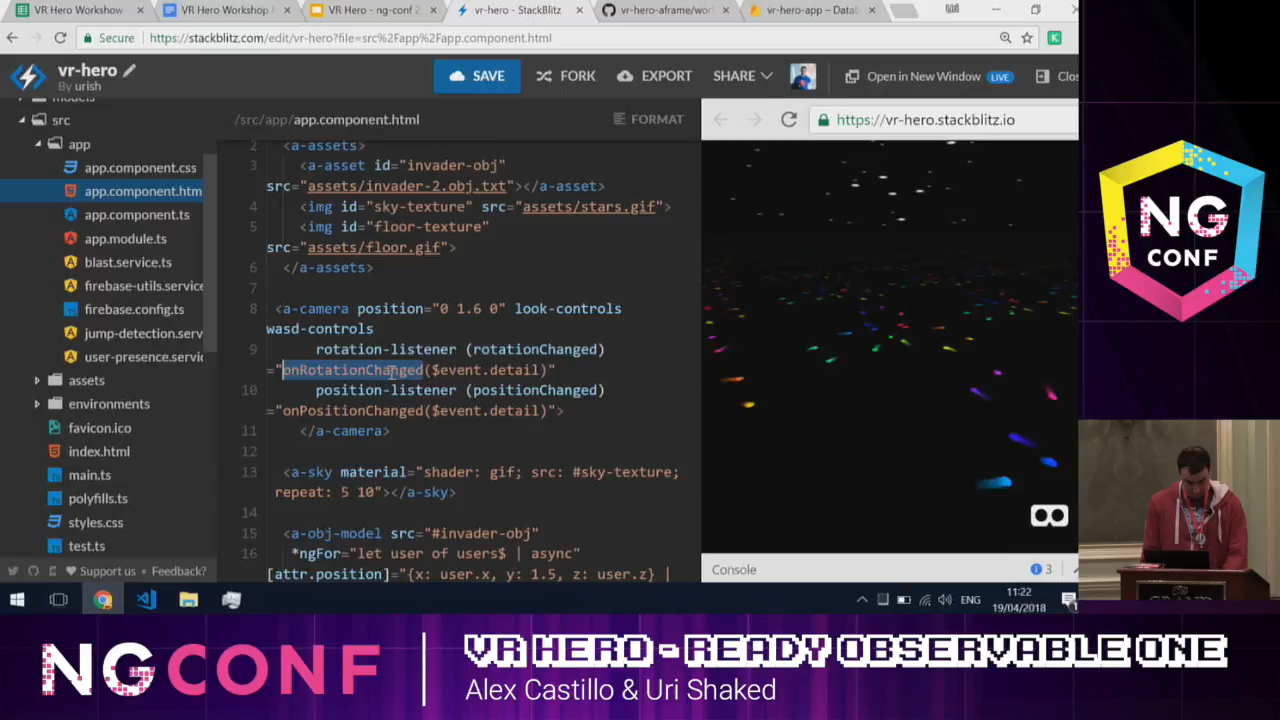 VR Hero Workshow
VR Hero Workshop
VR Hero - ng-conf 2
vr-hero - StackBlitz
vr-hero-aframe/work
vr-hero-app – Datab
Secure
https://stackblitz.com/edit/vr-hero?file=src%2Fapp%2Fapp.component.html
vr-hero
By urish
SAVE
FORK
EXPORT
SHARE
Open in New Window
LIVE
Clos
src
app
app.component.css
app.component.htm
app.component.ts
app.module.ts
blast.service.ts
firebase-utils.service
firebase.config.ts
jump-detection.serv
user-presence.servic
assets
environments
favicon.ico
index.html
main.ts
polyfills.ts
styles.css
test.ts
Support us
Feedback?
/src/app/app.component.html
FORMAT
2 <a-assets>
3 <a-asset id="invader-obj"
src="assets/invader-2.obj.txt"></a-asset>
4 <img id="sky-texture" src="assets/stars.gif">
5 <img id="floor-texture"
src="assets/floor.gif">
6 </a-assets>
7
8 <a-camera position="0 1.6 0" look-controls
wasd-controls
9 rotation-listener (rotationChanged)
="onRotationChanged($event.detail)"
10 position-listener (positionChanged)
="onPositionChanged($event.detail)">
11 </a-camera>
12
13 <a-sky material="shader: gif; src: #sky-texture;
repeat: 5 10"></a-sky>
14
15 <a-obj-model src="#invader-obj"
16 *ngFor="let user of users$ | async"
[attr.position]="{x: user.x, y: 1.5, z: user.z} |
https://vr-hero.stackblitz.io
Console
3
ENG
11:22
19/04/2018
NG
CONF
NGCONF
VR HERO - READY OBSERVABLE ONE
Alex Castillo & Uri Shaked